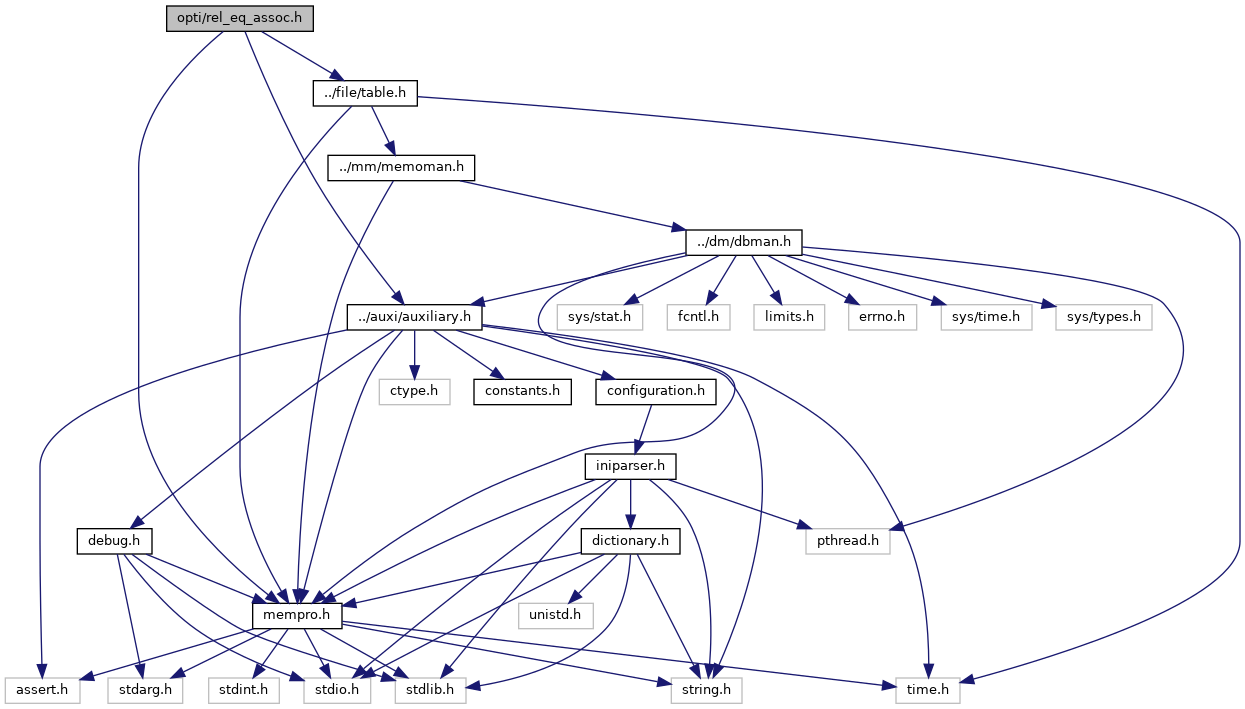 opti/rel_eq_assoc.h
../file/table.h
../mm/memoman.h
../dm/dbman.h
../auxi/auxiliary.h
sys/stat.h
fcntl.h
limits.h
errno.h
sys/time.h
sys/types.h
ctype.h
constants.h
configuration.h
iniparser.h
debug.h
dictionary.h
pthread.h
mempro.h
unistd.h
assert.h
stdarg.h
stdint.h
stdio.h
stdlib.h
string.h
time.h